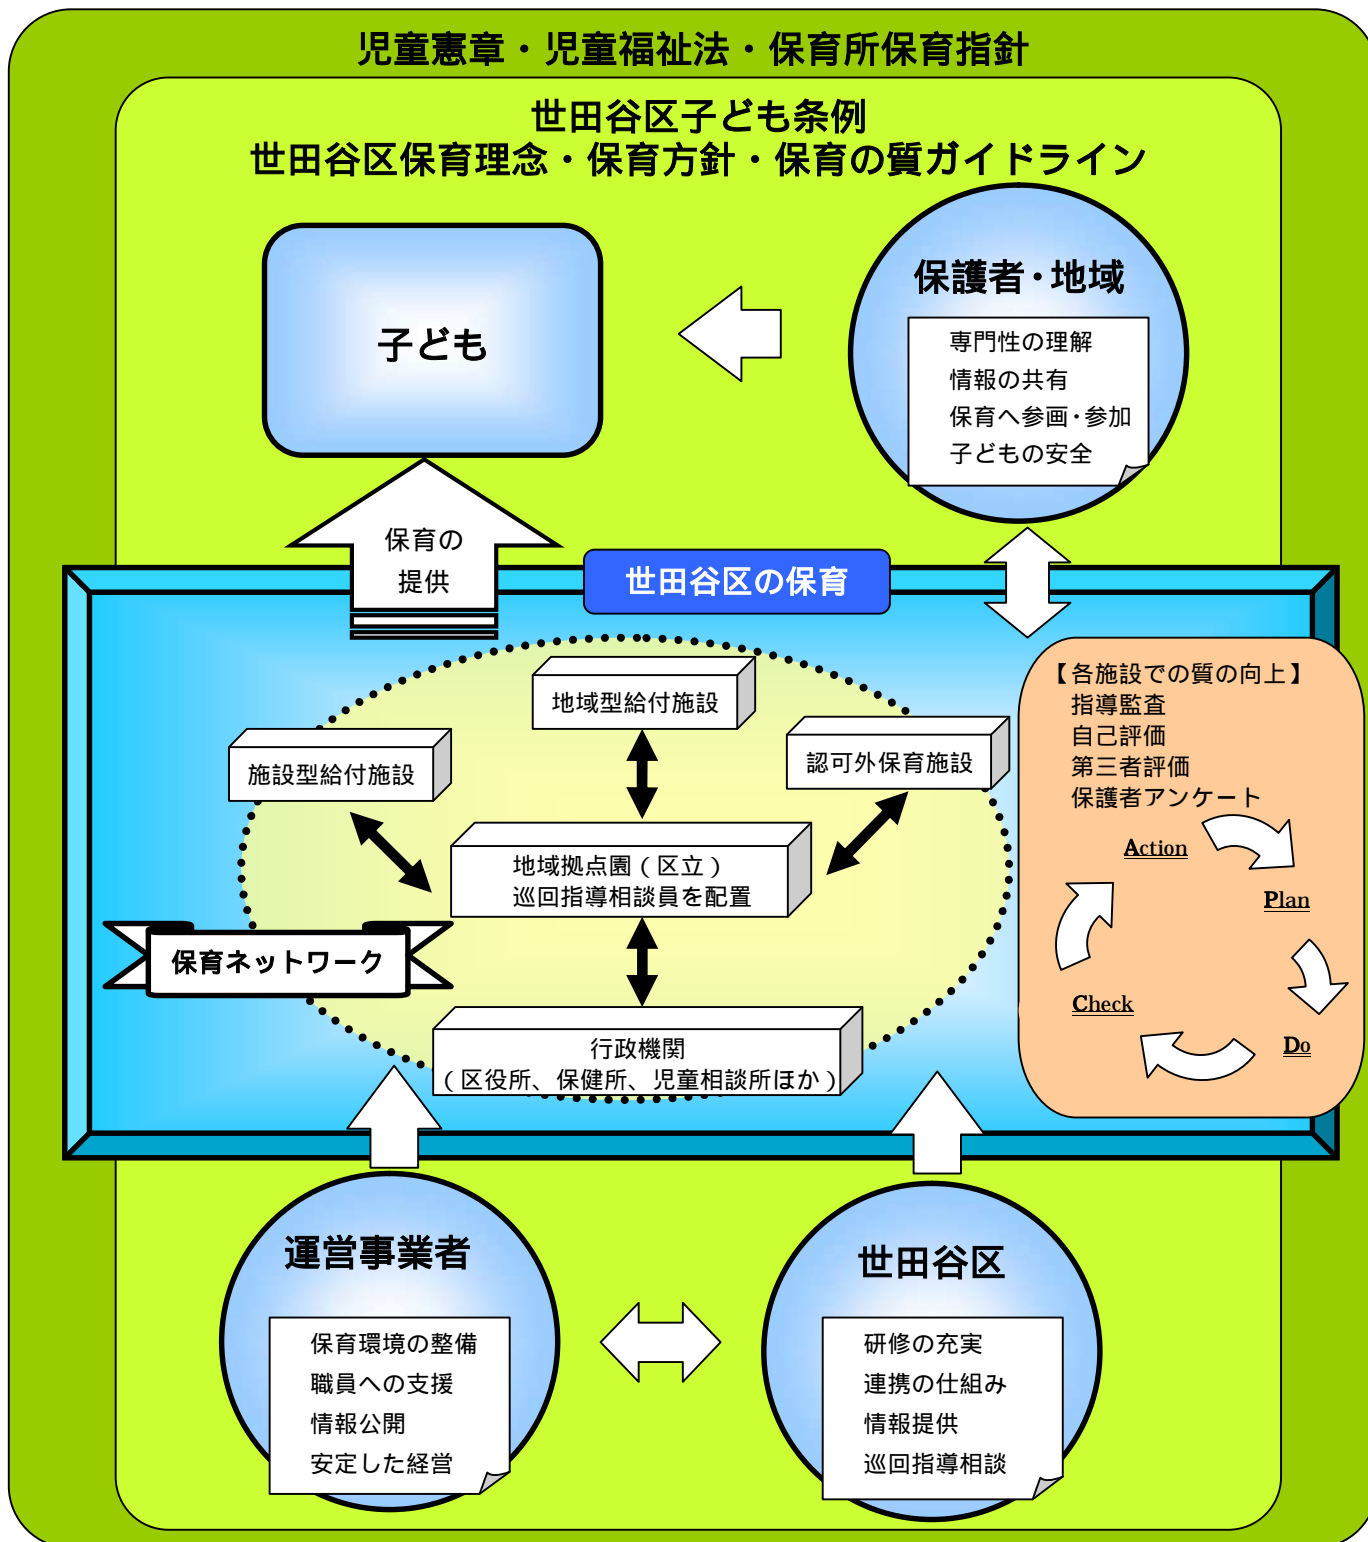 児童憲章・児童福祉法・保育所保育指針
世田谷区子ども条例
世田谷区保育理念・保育方針・保育の質ガイドライン
子ども
保護者・地域
専門性の理解
情報の共有
保育へ参画・参加
子どもの安全
保育の
提供
世田谷区の保育
地域型給付施設
施設型給付施設
認可外保育施設
地域拠点園（区立）
巡回指導相談員を配置
保育ネットワーク
行政機関
（区役所、保健所、児童相談所ほか）
【各施設での質の向上】
指導監査
自己評価
第三者評価
保護者アンケート
Action
Plan
Check
Do
運営事業者
保育環境の整備
職員への支援
情報公開
安定した経営
世田谷区
研修の充実
連携の仕組み
情報提供
巡回指導相談